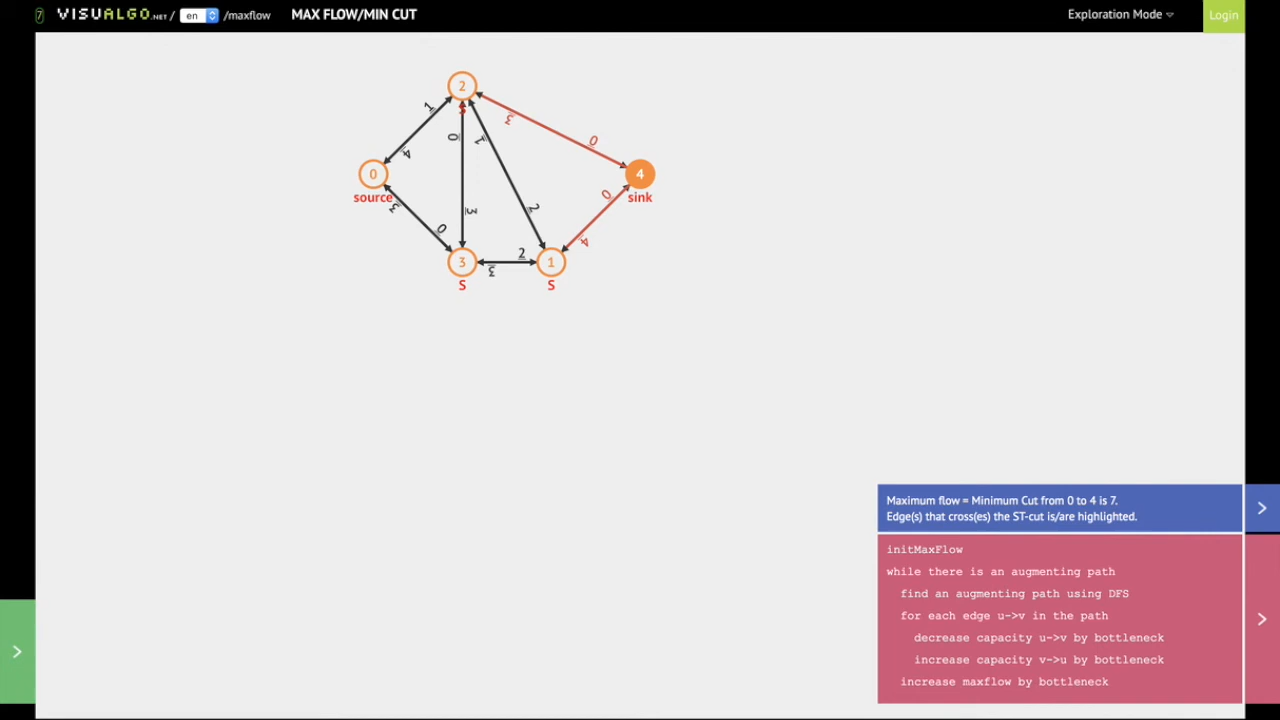 7 VISUALGO.NET/ en /maxflow MAX FLOW/MIN CUT Exploration Mode Login
2
S
1
4
0
1
3
0
0
source
4
sink
3
0
3
2
0
4
2
3
3
S
1
S
Maximum flow = Minimum Cut from 0 to 4 is 7.
Edge(s) that cross(es) the ST-cut is/are highlighted.
initMaxFlow
while there is an augmenting path
find an augmenting path using DFS
for each edge u->v in the path
decrease capacity u->v by bottleneck
increase capacity v->u by bottleneck
increase maxflow by bottleneck